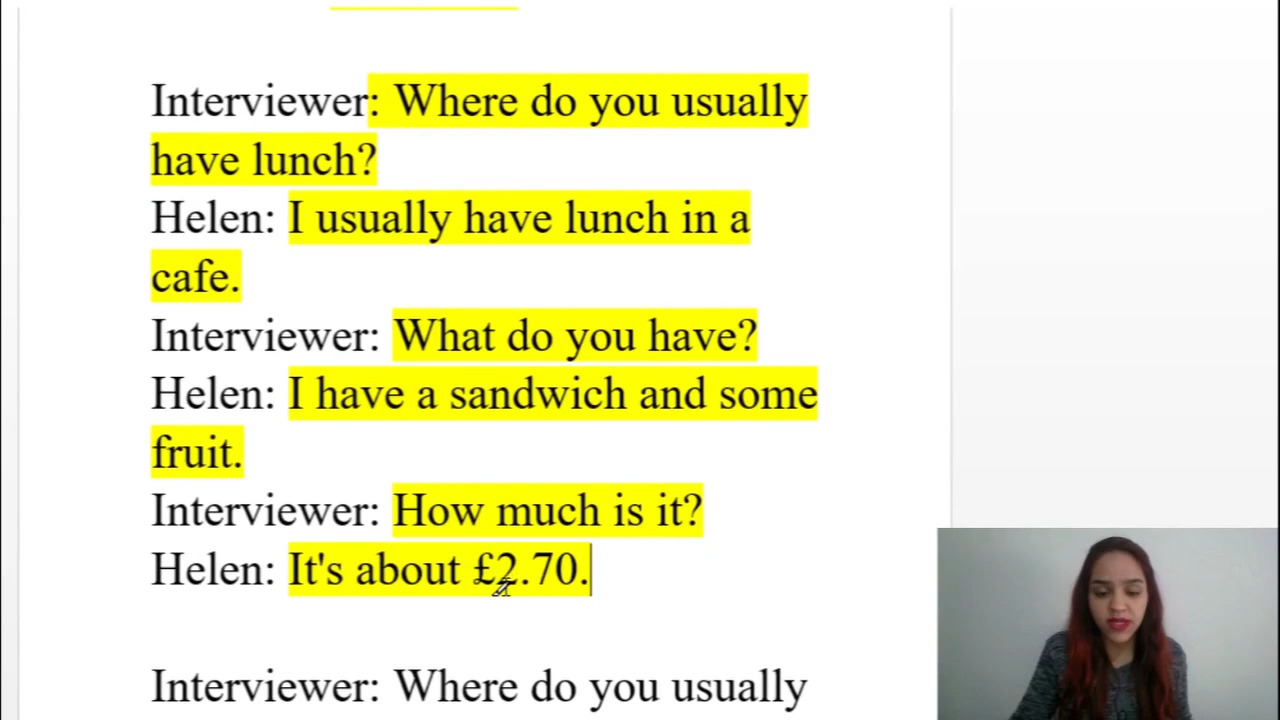 Interviewer: Where do you usually
have lunch?
Helen: I usually have lunch in a
cafe.
Interviewer: What do you have?
Helen: I have a sandwich and some
fruit.
Interviewer: How much is it?
Helen: It's about £2.70.
Interviewer: Where do you usually